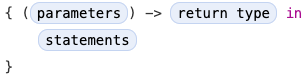 { (parameters) -> return type in
statements
}